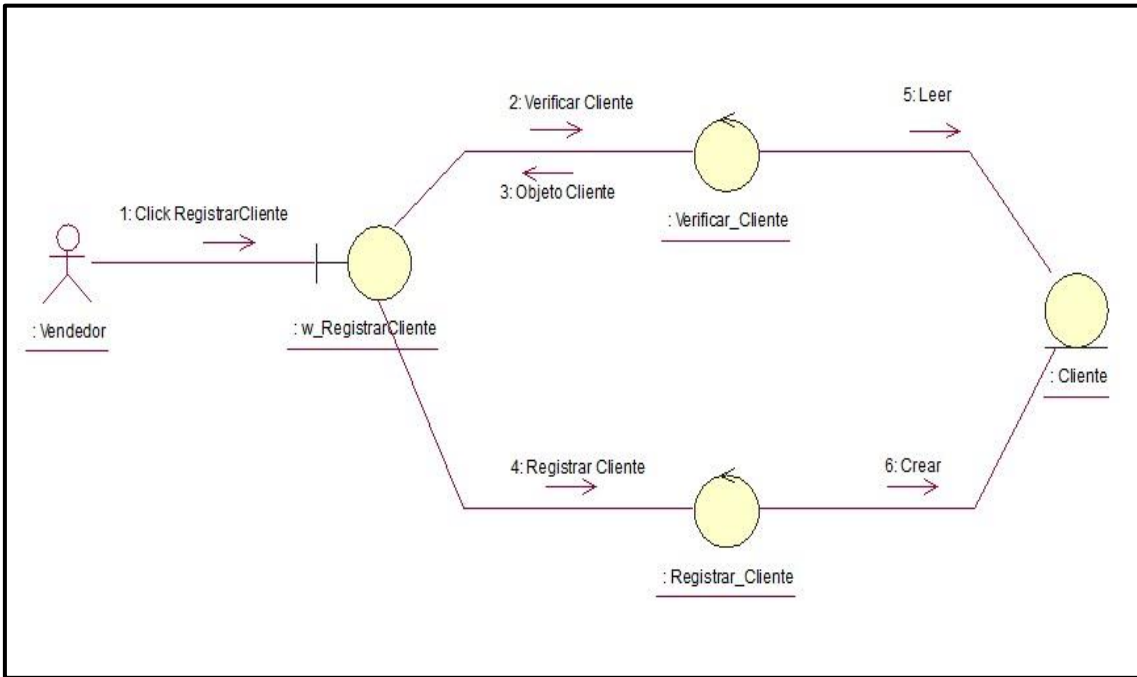 2: Verificar Cliente
5: Leer
3: Objeto Cliente
1: Click RegistrarCliente
: Verificar_Cliente
: Vendedor
: w_RegistrarCliente
: Cliente
4: Registrar Cliente
6: Crear
: Registrar_Cliente